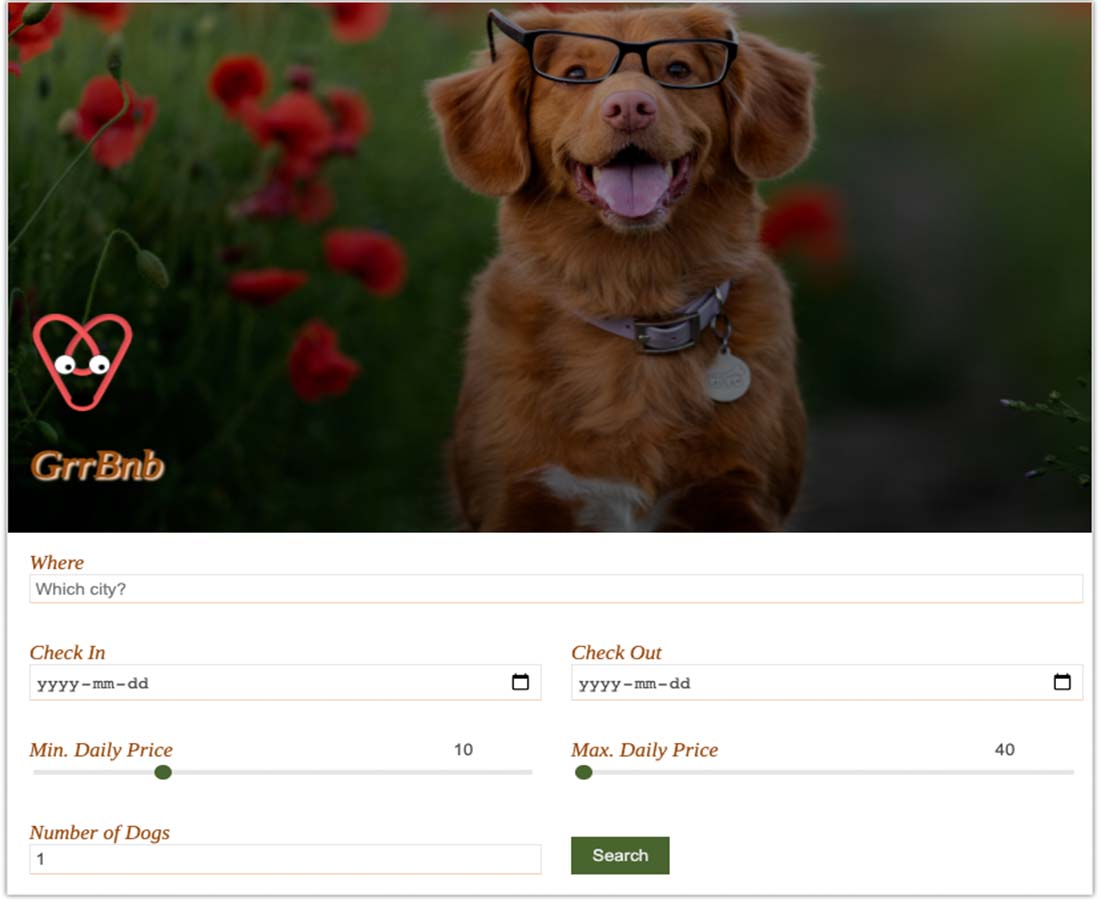 GrrBnb
Where
Which city?
Check In
Check Out
yyyy-mm-dd
yyyy-mm-dd
Min. Daily Price
10
Max. Daily Price
40
Number of Dogs
1
Search